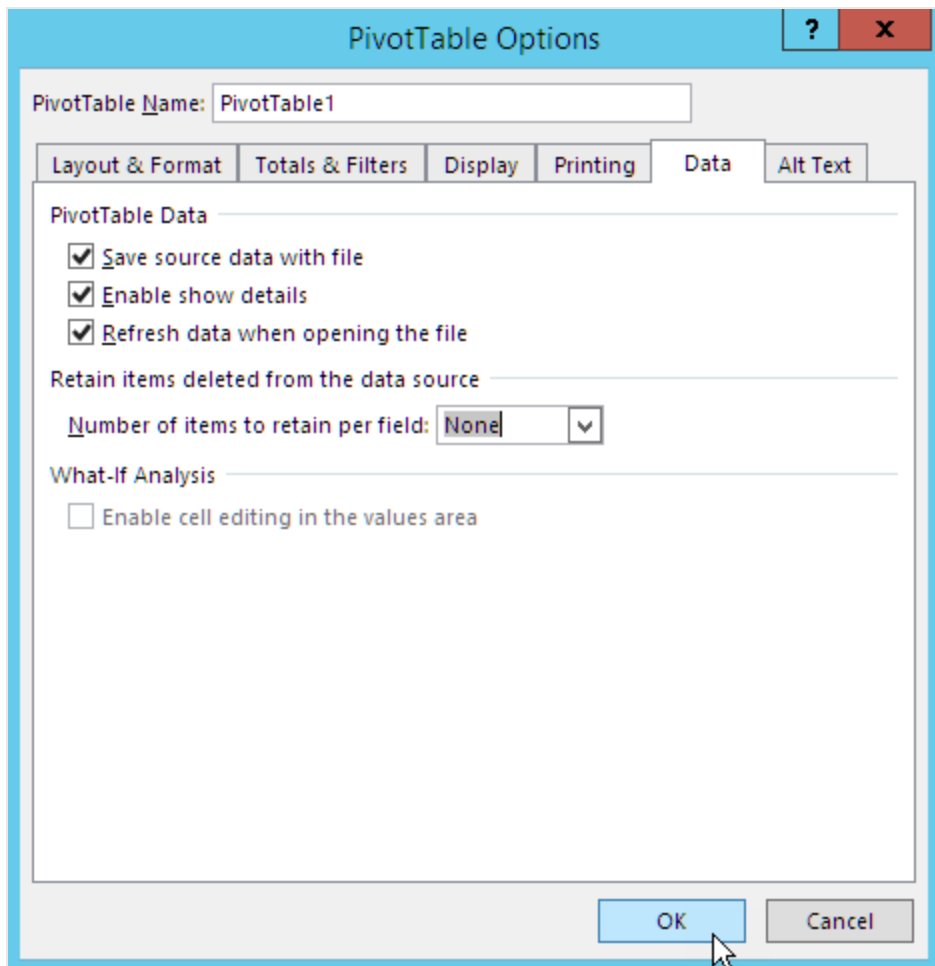 PivotTable Options ? x
PivotTable Name: PivotTable1
Layout & Format Totals & Filters Display Printing Data Alt Text
PivotTable Data
Save source data with file
Enable show details
Refresh data when opening the file
Retain items deleted from the data source
Number of items to retain per field: None
What-If Analysis
Enable cell editing in the values area
OK Cancel